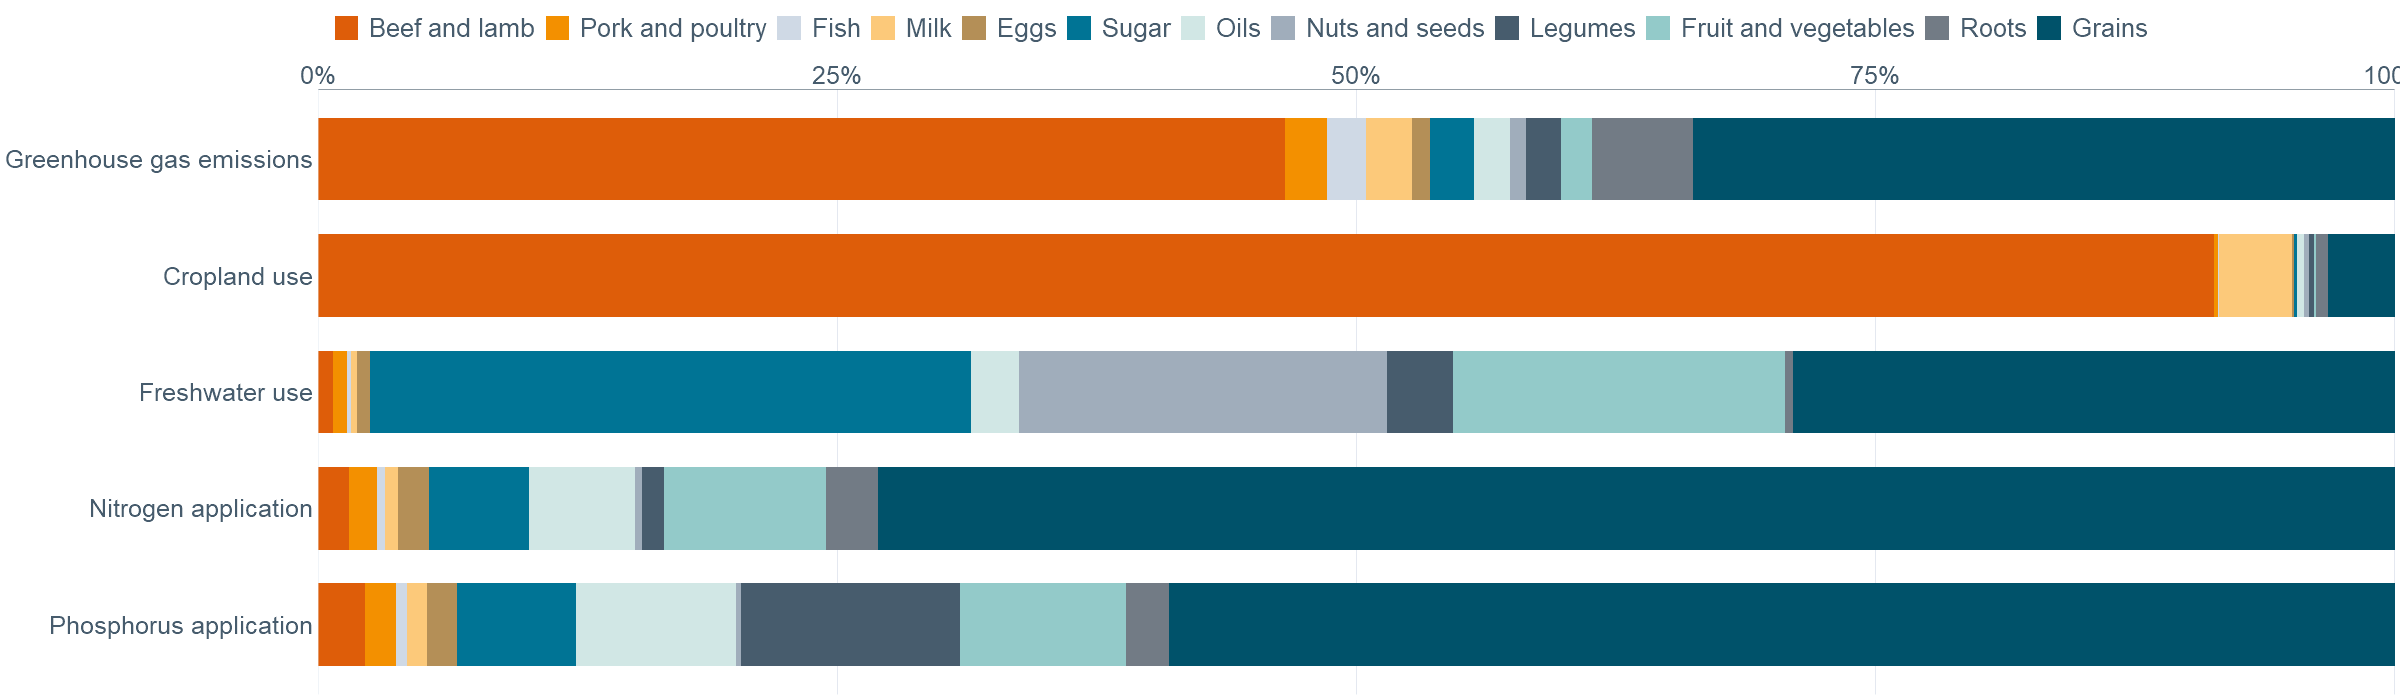 Beef and lamb Pork and poultry Fish Milk Eggs Sugar Oils Nuts and seeds Legumes Fruit and vegetables Roots Grains
0% 25% 50% 75% 100
Greenhouse gas emissions
Cropland use
Freshwater use
Nitrogen application
Phosphorus application